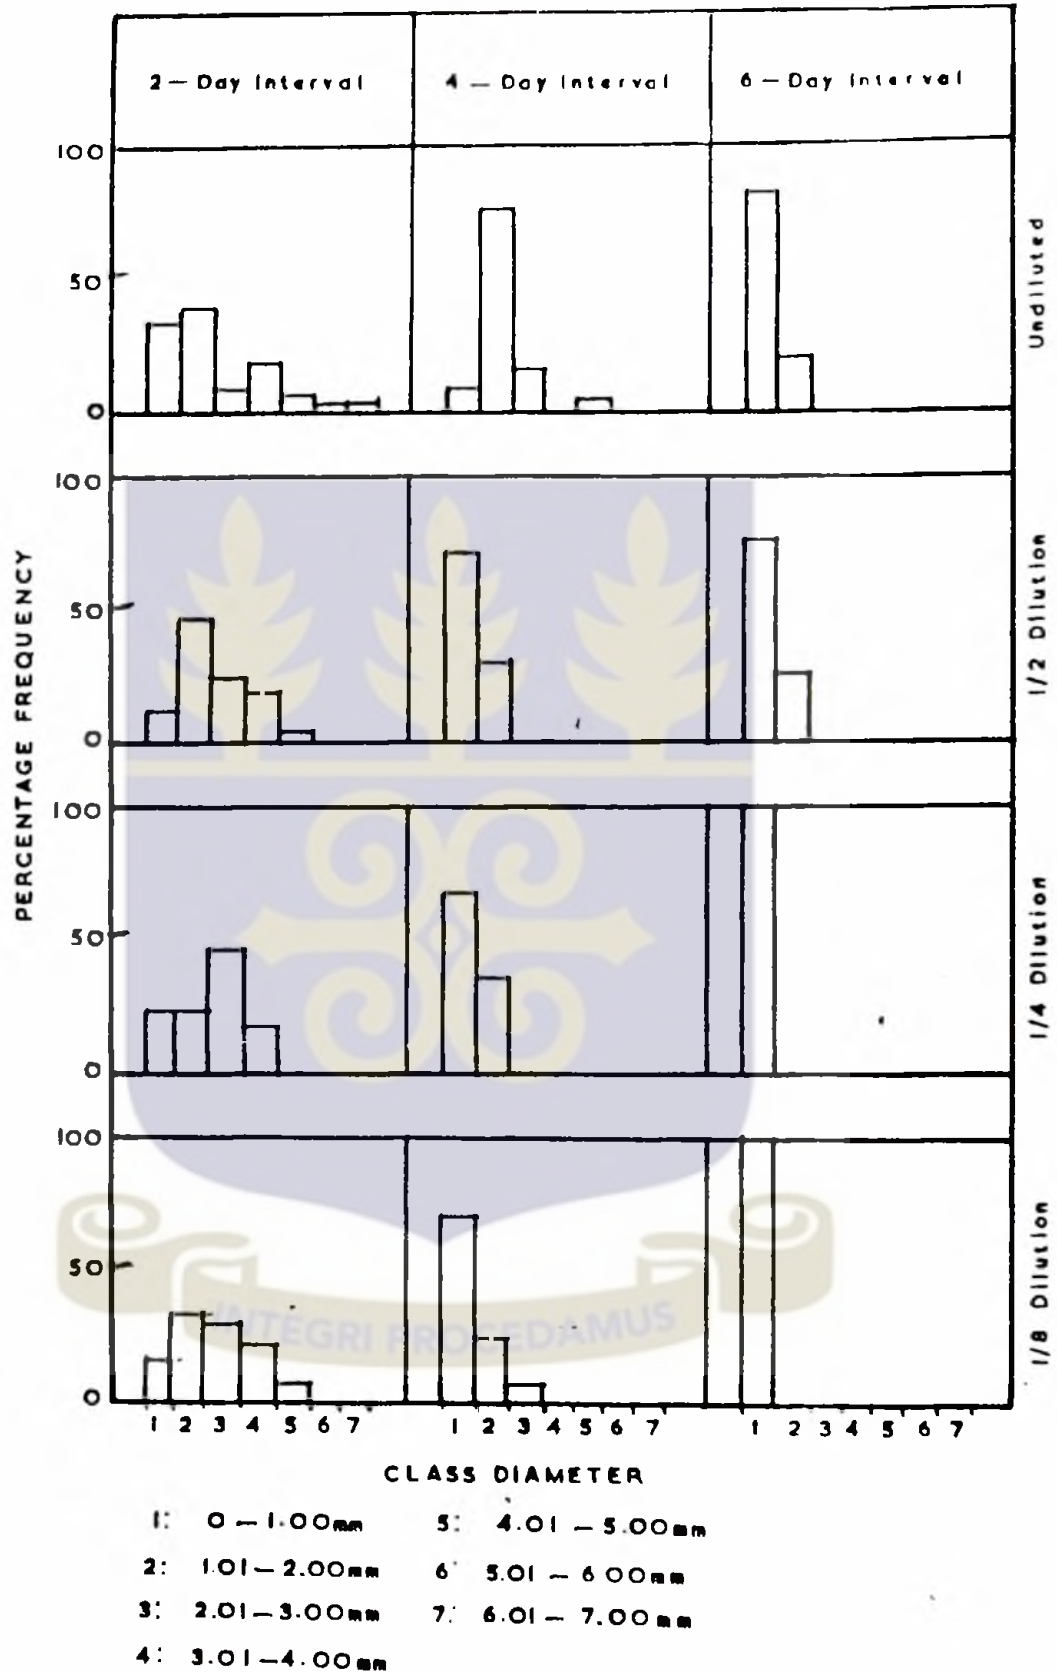 2 – Day Interval 4 – Day Interval 6 – Day Interval
100
50
0
Undiluted
100
50
0
1/2 Dilution
PERCENTAGE FREQUENCY
100
50
0
1/4 Dilution
100
50
0
1/8 Dilution
INTEGRI PROCEDAMUS
1 2 3 4 5 6 7 1 2 3 4 5 6 7 1 2 3 4 5 6 7
CLASS DIAMETER
1: 0 – 1.00mm 5: 4.01 – 5.00mm
2: 1.01 – 2.00mm 6: 5.01 – 6.00mm
3: 2.01 – 3.00mm 7: 6.01 – 7.00mm
4: 3.01 – 4.00mm